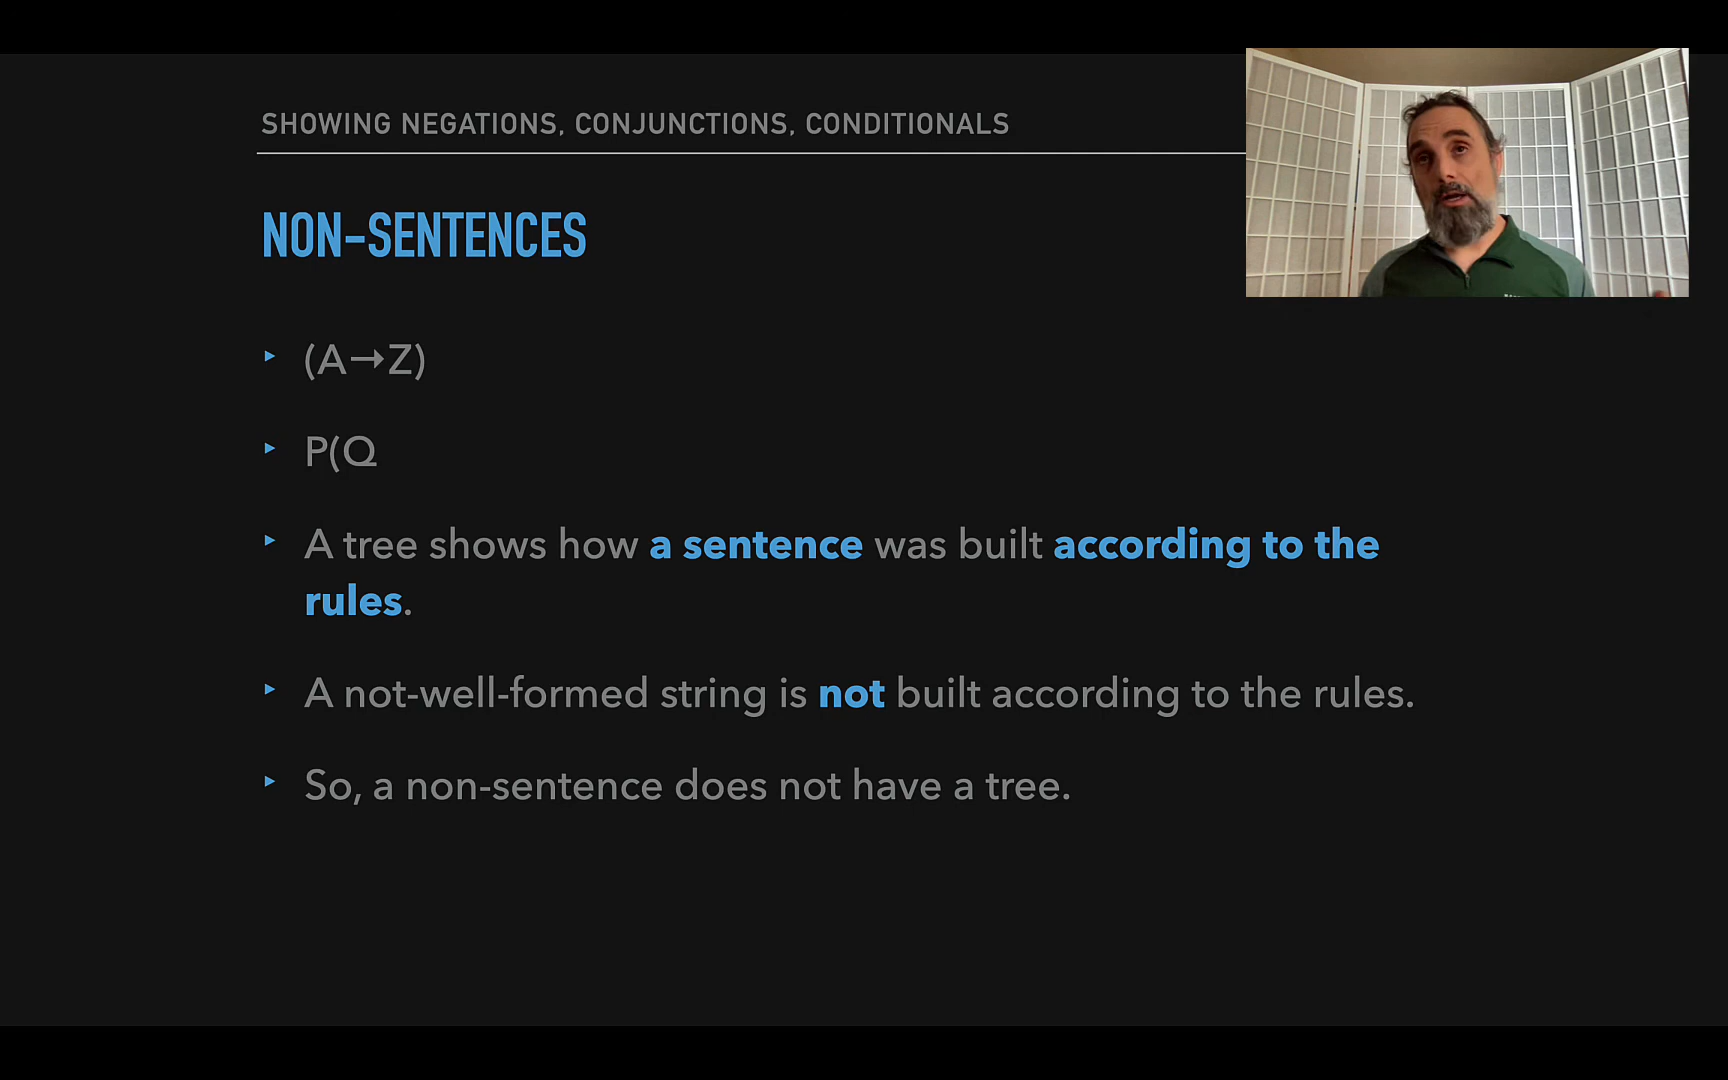 SHOWING NEGATIONS, CONJUNCTIONS, CONDITIONALS
NON-SENTENCES
▸ (A→Z)
▸ P(Q
▸ A tree shows how a sentence was built according to the
rules.
▸ A not-well-formed string is not built according to the rules.
▸ So, a non-sentence does not have a tree.